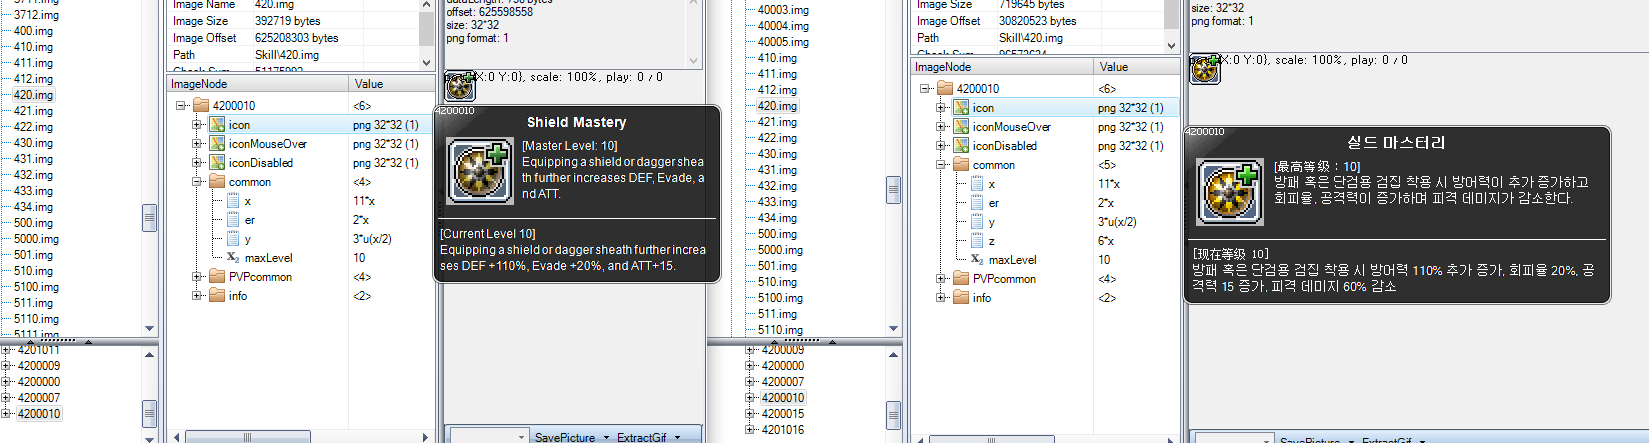 3711.img
3712.img
400.img
410.img
411.img
412.img
420.img
421.img
422.img
430.img
431.img
432.img
433.img
434.img
500.img
5000.img
501.img
510.img
5100.img
511.img
5110.img
5111.img
4201011
4200009
4200000
4200007
4200010
Image Name 420.img
Image Size 392719 bytes
Image Offset 625208303 bytes
Path Skill\420.img
Check Sum 51175992
ImageNode Value
4200010 <6>
icon png 32*32 (1)
iconMouseOver png 32*32 (1)
iconDisabled png 32*32 (1)
common <4>
x 11*x
er 2*x
y 3*u(x/2)
maxLevel 10
PVPcommon <4>
info <2>
offset: 625598558
size: 32*32
png format: 1
{X:0 Y:0}, scale: 100%, play: 0 / 0
4200010
Shield Mastery
[Master Level: 10]
Equipping a shield or dagger shea
th further increases DEF, Evade, a
nd ATT.
[Current Level 10]
Equipping a shield or dagger sheath further increa
ses DEF +110%, Evade +20%, and ATT+15.
SavePicture ExtractGif
40003.img
40004.img
40005.img
410.img
411.img
412.img
420.img
421.img
422.img
430.img
431.img
432.img
433.img
434.img
500.img
5000.img
501.img
510.img
5100.img
511.img
5110.img
4200009
4200000
4200007
4200010
4200015
4201016
Image Size 719645 bytes
Image Offset 30820523 bytes
Path Skill\420.img
Check Sum 96573634
ImageNode Value
4200010 <6>
icon png 32*32 (1)
iconMouseOver png 32*32 (1)
iconDisabled png 32*32 (1)
common <5>
x 11*x
er 2*x
y 3*u(x/2)
z 6*x
maxLevel 10
PVPcommon <4>
info <2>
size: 32*32
png format: 1
{X:0 Y:0}, scale: 100%, play: 0 / 0
4200010
실드 마스터리
[最高等级：10]
방패 혹은 단검용 검집 착용 시 방어력이 추가 증가하고
회피율, 공격력이 증가하며 피격 데미지가 감소한다.
[现在等级 10]
방패 혹은 단검용 검집 착용 시 방어력 110% 추가 증가, 회피율 20%, 공
격력 15 증가, 피격 데미지 60% 감소
SavePicture ExtractGif